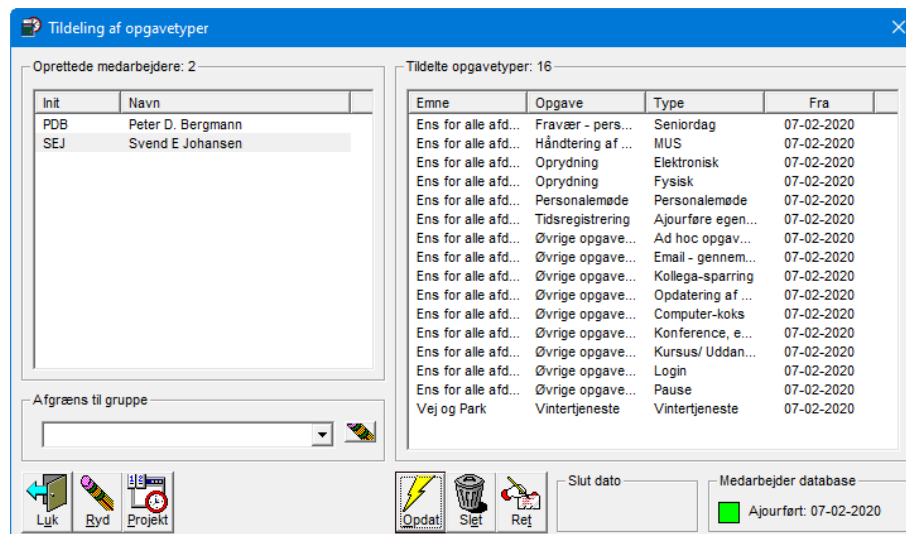 Tildeling af opgavetyper
Oprettede medarbejdere: 2
Init Navn
PDB Peter D. Bergmann
SEJ Svend E Johansen
Afgræns til gruppe
Tildelte opgavetyper: 16
Emne Opgave Type Fra
Ens for alle afd... Fravær - pers... Seniordag 07-02-2020
Ens for alle afd... Håndtering af ... MUS 07-02-2020
Ens for alle afd... Oprydning Elektronisk 07-02-2020
Ens for alle afd... Oprydning Fysisk 07-02-2020
Ens for alle afd... Personalemøde Personalemøde 07-02-2020
Ens for alle afd... Tidsregistrering Ajourføre egen... 07-02-2020
Ens for alle afd... Øvrige opgave... Ad hoc opgav... 07-02-2020
Ens for alle afd... Øvrige opgave... Email - gennem... 07-02-2020
Ens for alle afd... Øvrige opgave... Kollega-sparring 07-02-2020
Ens for alle afd... Øvrige opgave... Opdatering af ... 07-02-2020
Ens for alle afd... Øvrige opgave... Computer-koks 07-02-2020
Ens for alle afd... Øvrige opgave... Konference, e... 07-02-2020
Ens for alle afd... Øvrige opgave... Kursus/ Uddan... 07-02-2020
Ens for alle afd... Øvrige opgave... Login 07-02-2020
Ens for alle afd... Øvrige opgave... Pause 07-02-2020
Vej og Park Vintertjeneste Vintertjeneste 07-02-2020
Luk Ryd Projekt
Opdat Slet Ret
Slut dato
Medarbejder database
Ajourført: 07-02-2020